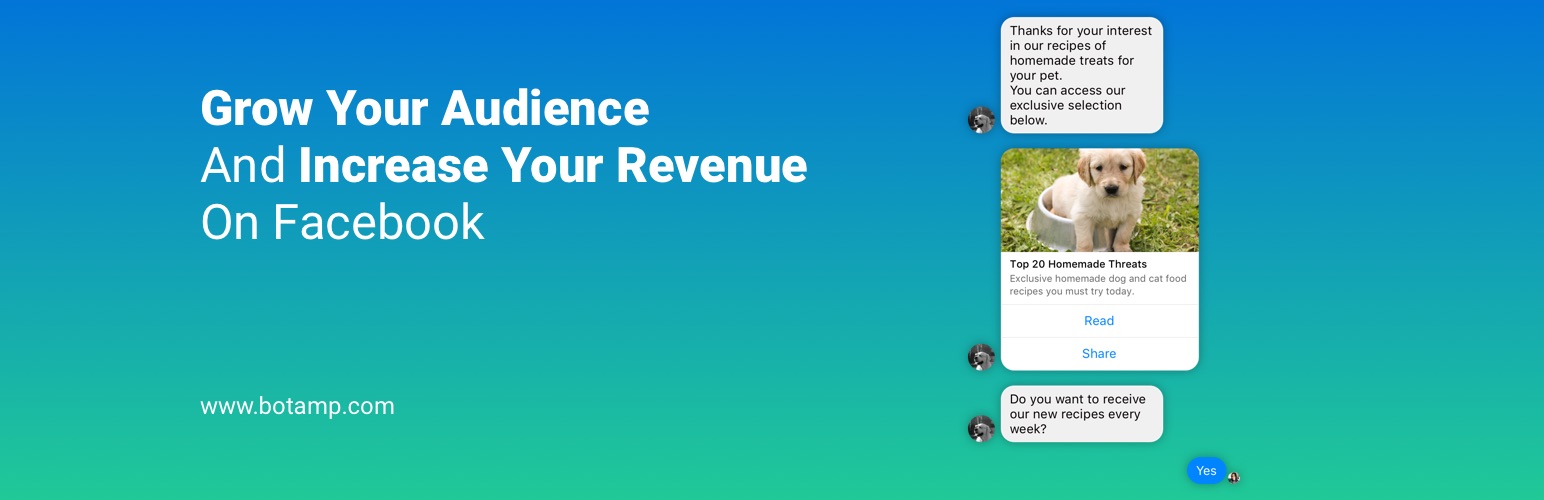 Grow Your Audience
And Increase Your Revenue
On Facebook
www.botamp.com
Thanks for your interest
in our recipes of
homemade treats for
your pet.
You can access our
exclusive selection
below.
Top 20 Homemade Threats
Exclusive homemade dog and cat food
recipes you must try today.
Read
Share
Do you want to receive
our new recipes every
week?
Yes